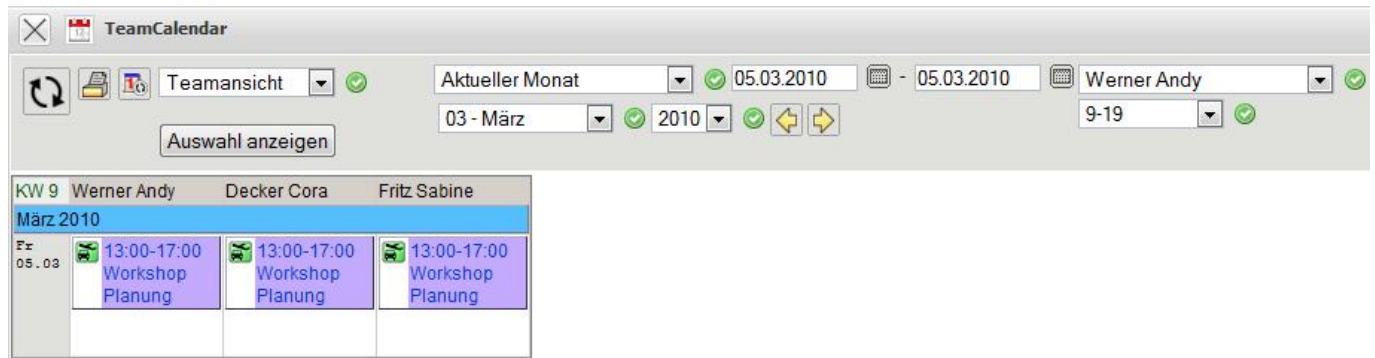 TeamCalendar
Teamansicht Aktueller Monat 05.03.2010 - 05.03.2010 Werner Andy
03 - März 2010 9-19
Auswahl anzeigen
KW 9 Werner Andy Decker Cora Fritz Sabine
März 2010
Fr 13:00-17:00 13:00-17:00 13:00-17:00
05.03 Workshop Workshop Workshop
Planung Planung Planung